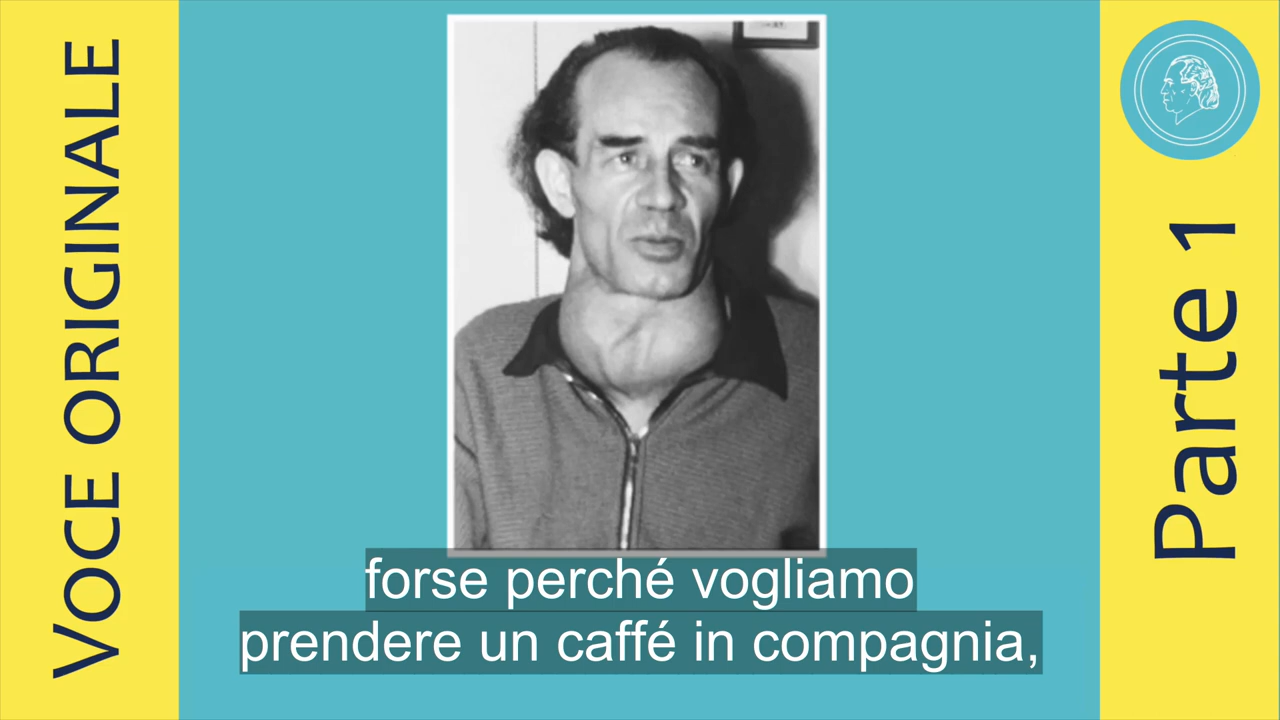 VOCE ORIGINALE
Parte 1
forse perché vogliamo
prendere un caffé in compagnia,